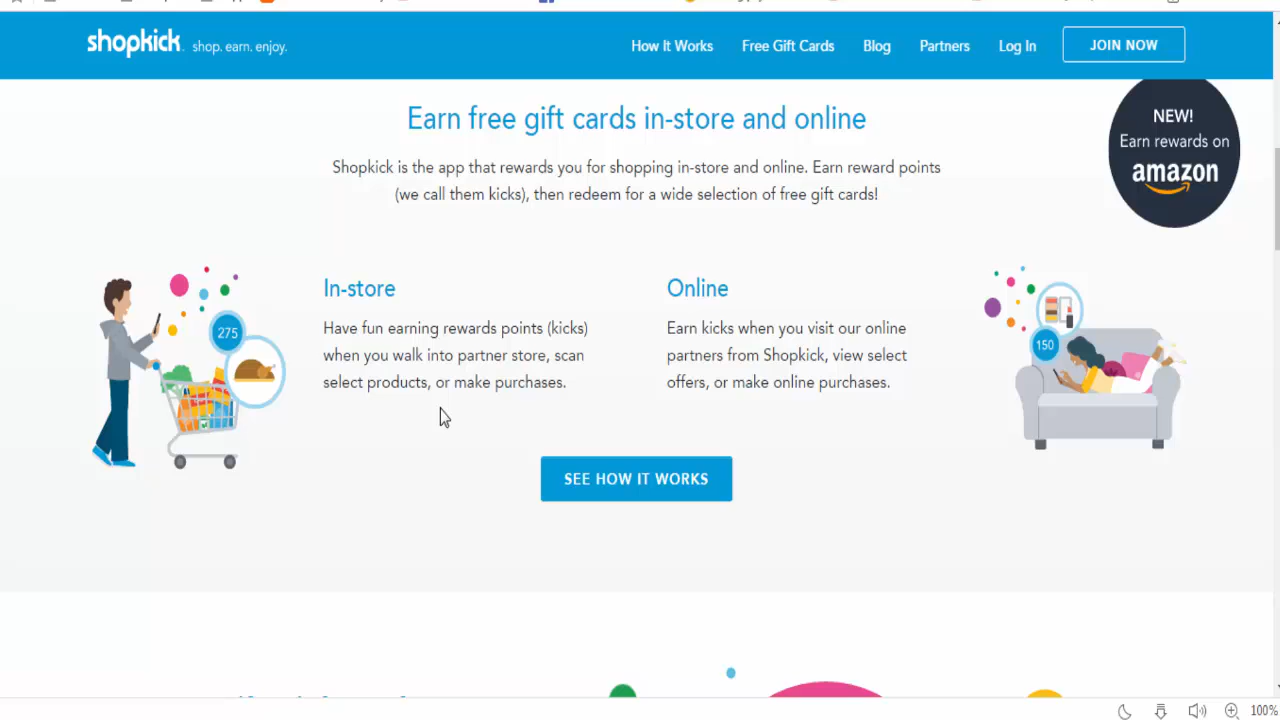 shopkick. shop. earn. enjoy.
How It Works Free Gift Cards Blog Partners Log In JOIN NOW
Earn free gift cards in-store and online
Shopkick is the app that rewards you for shopping in-store and online. Earn reward points
(we call them kicks), then redeem for a wide selection of free gift cards!
NEW!
Earn rewards on
amazon
In-store
Have fun earning rewards points (kicks)
when you walk into partner store, scan
select products, or make purchases.
275
Online
Earn kicks when you visit our online
partners from Shopkick, view select
offers, or make online purchases.
150
SEE HOW IT WORKS
100%